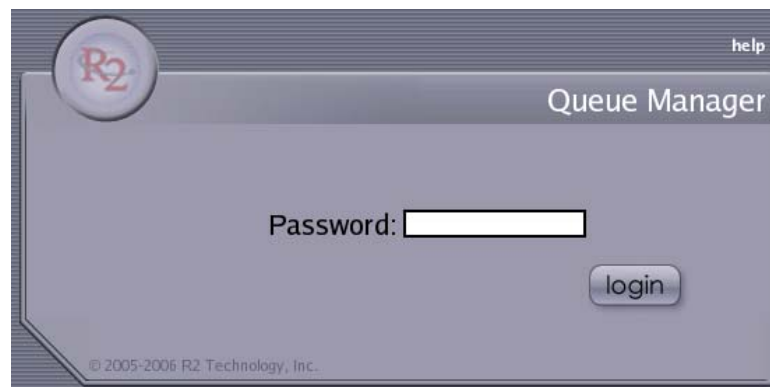 R2
help
Queue Manager
Password:
login
© 2005-2006 R2 Technology, Inc.